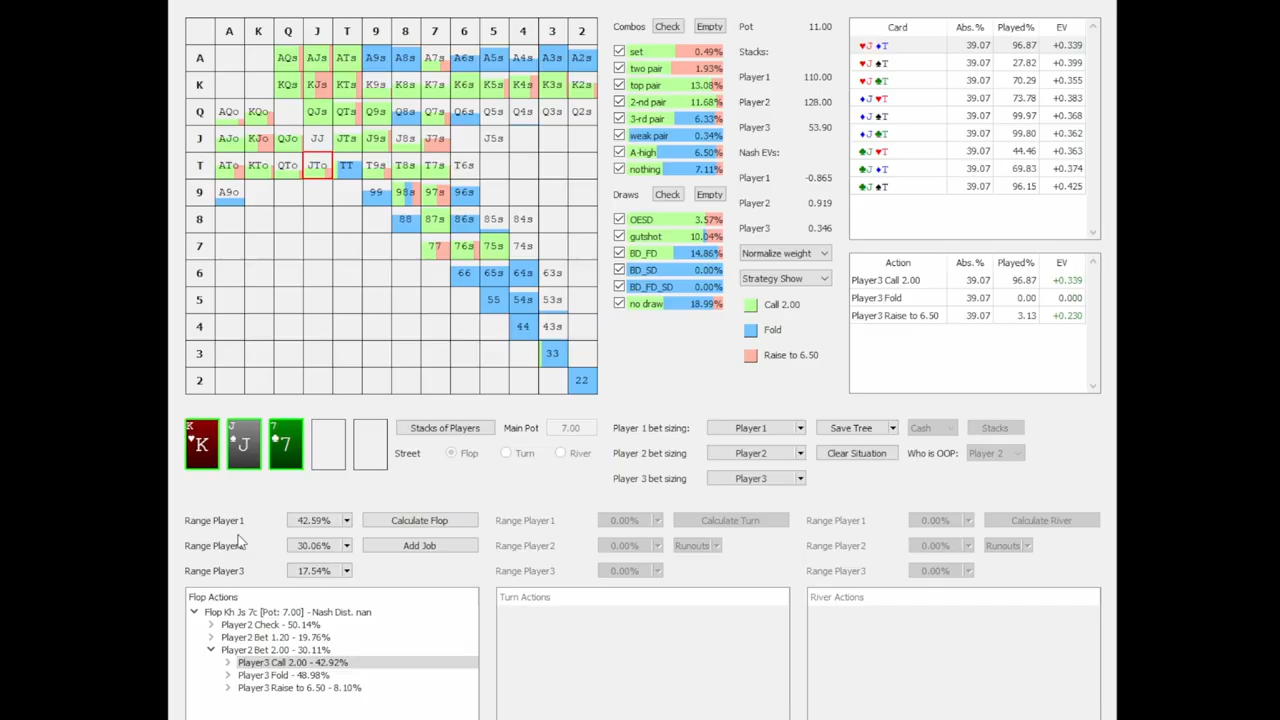 A K Q J T 9 8 7 6 5 4 3 2
A AQs AJs ATs A9s A8s A7s A6s A5s A4s A3s A2s
K KQs KJs KTs K9s K8s K7s K6s K5s K4s K3s K2s
Q AQo KQo QJs QTs Q9s Q8s Q7s Q6s Q5s Q4s Q3s Q2s
J AJo KJo QJo JJ JTs J9s J8s J7s J5s
T ATo KTo QTo JTo TT T9s T8s T7s T6s
9 A9o 99 98s 97s 96s
8 88 87s 86s 85s 84s
7 77 76s 75s 74s
6 66 65s 64s 63s
5 55 54s 53s
4 44 43s
3 33
2 22
Combos Check Empty
set 0.49%
two pair 1.93%
top pair 13.08%
2-nd pair 11.68%
3-rd pair 6.33%
weak pair 0.34%
A-high 6.50%
nothing 7.11%
Draws Check Empty
OESD 3.57%
gutshot 10.04%
BD_FD 14.86%
BD_SD 0.00%
BD_FD_SD 0.00%
no draw 18.99%
Pot 11.00
Stacks:
Player1 110.00
Player2 128.00
Player3 53.90
Nash EVs:
Player1 -0.865
Player2 0.919
Player3 0.346
Normalize weight
Strategy Show
Call 2.00
Fold
Raise to 6.50
Card Abs.% Played% EV
♥J ♦T 39.07 96.87 +0.339
♥J ♠T 39.07 27.82 +0.399
♥J ♣T 39.07 70.29 +0.355
♦J ♥T 39.07 73.78 +0.383
♦J ♠T 39.07 99.97 +0.368
♦J ♣T 39.07 99.80 +0.362
♣J ♥T 39.07 44.46 +0.363
♣J ♦T 39.07 69.83 +0.374
♣J ♠T 39.07 96.15 +0.425
Action Abs.% Played% EV
Player3 Call 2.00 39.07 96.87 +0.339
Player3 Fold 39.07 0.00 0.000
Player3 Raise to 6.50 39.07 3.13 +0.230
K ♥K J ♠J 7 ♣7
Stacks of Players Main Pot 7.00
Street Flop Turn River
Player 1 bet sizing: Player1 Save Tree Cash Stacks
Player 2 bet sizing: Player2 Clear Situation Who is OOP: Player 2
Player 3 bet sizing Player3
Range Player1 42.59% Calculate Flop
Range Player 30.06% Add Job
Range Player3 17.54%
Range Player1 0.00% Calculate Turn
Range Player2 0.00% Runouts
Range Player3 0.00%
Range Player1 0.00% Calculate River
Range Player2 0.00% Runouts
Range Player3 0.00%
Flop Actions
Flop Kh Js 7c [Pot: 7.00] - Nash Dist. nan
Player2 Check - 50.14%
Player2 Bet 1.20 - 19.76%
Player2 Bet 2.00 - 30.11%
Player3 Call 2.00 - 42.92%
Player3 Fold - 48.98%
Player3 Raise to 6.50 - 8.10%
Turn Actions
River Actions